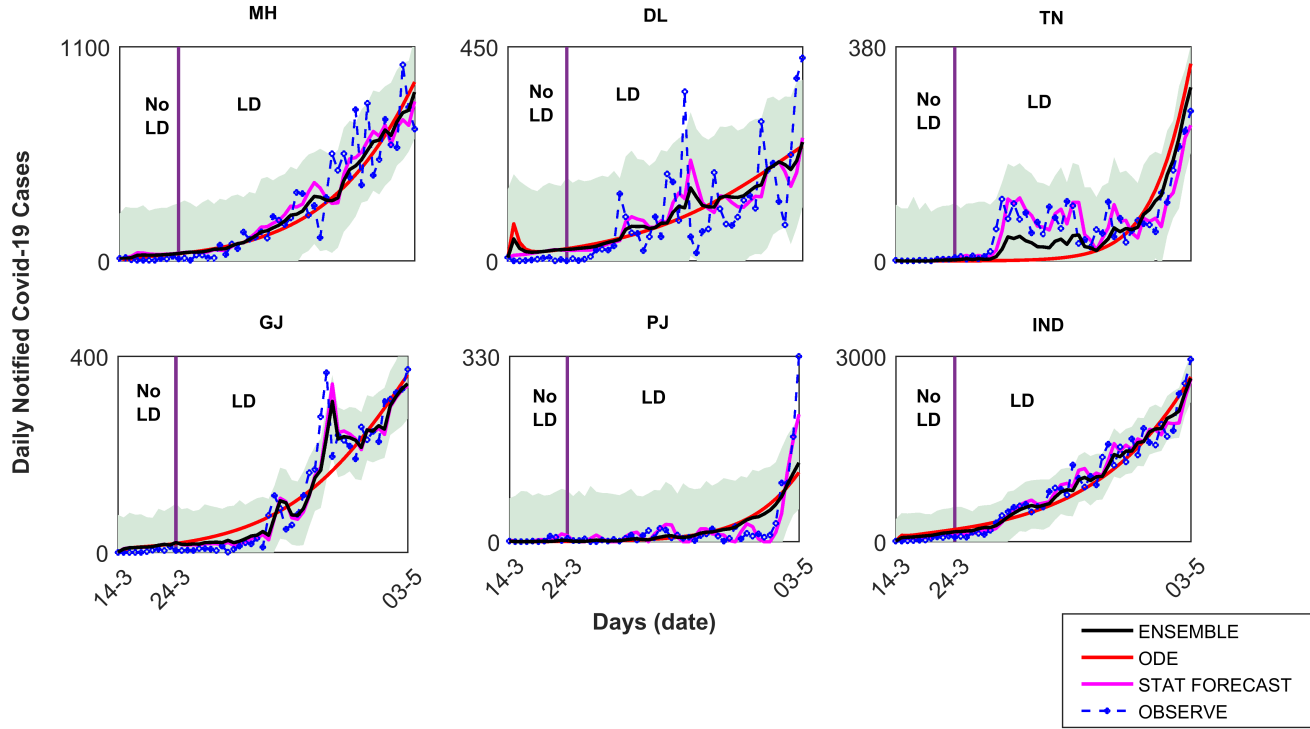 MH
DL
TN
1100
450
380
No
LD
LD
No
LD
LD
No
LD
LD
0
0
0
Daily Notified Covid-19 Cases
GJ
PJ
IND
400
330
3000
No
LD
LD
No
LD
LD
No
LD
LD
0
0
0
14-3
24-3
03-5
14-3
24-3
03-5
14-3
24-3
03-5
Days (date)
ENSEMBLE
ODE
STAT FORECAST
OBSERVE